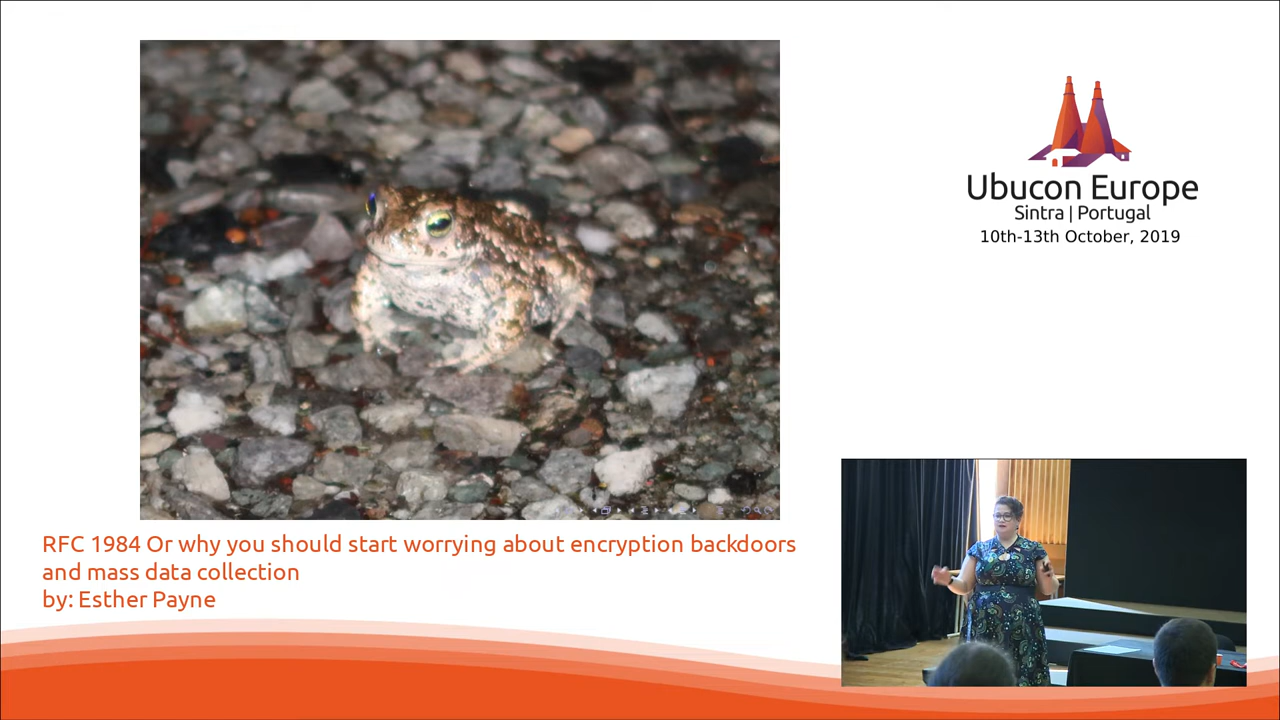 Ubucon Europe
Sintra | Portugal
10th-13th October, 2019
RFC 1984 Or why you should start worrying about encryption backdoors
and mass data collection
by: Esther Payne